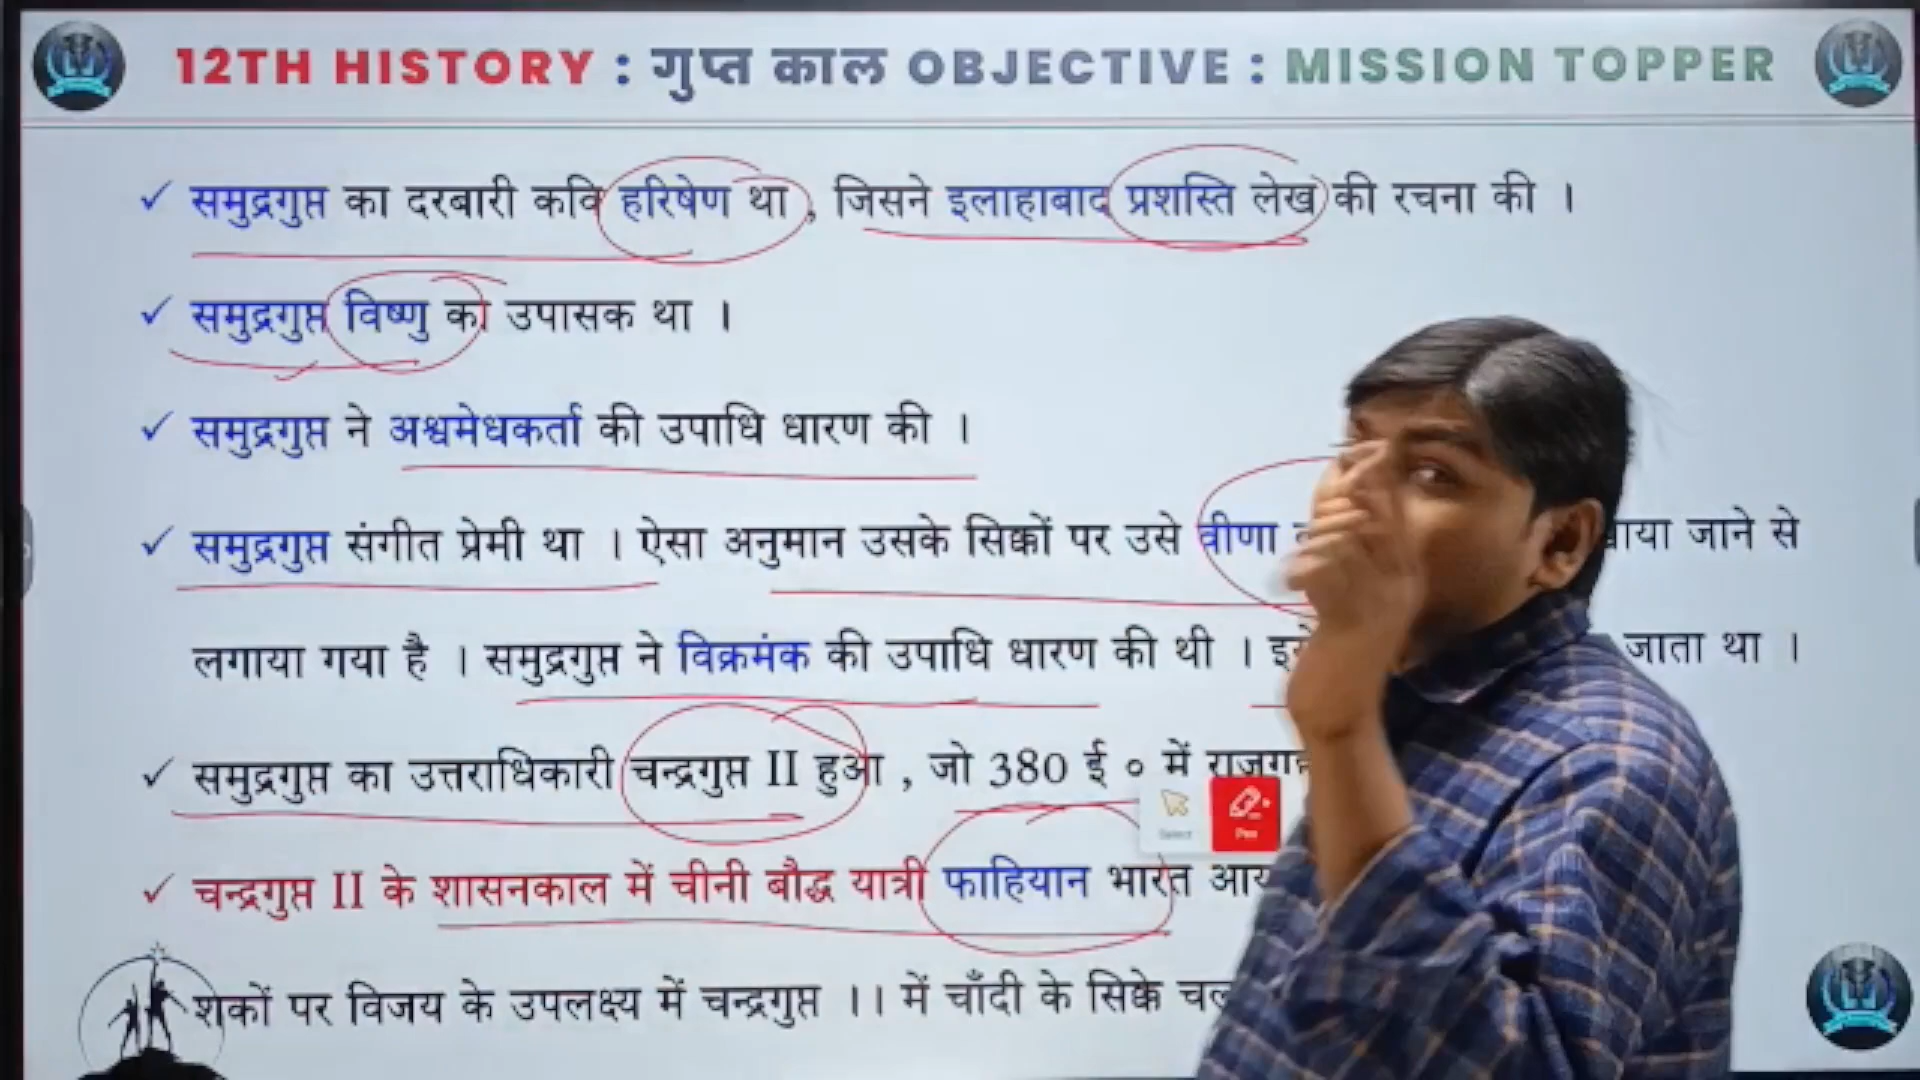 12TH HISTORY : गुप्त काल OBJECTIVE : MISSION TOPPER
✓ समुद्रगुप्त का दरबारी कवि हरिषेण था , जिसने इलाहाबाद प्रशस्ति लेख की रचना की ।
✓ समुद्रगुप्त विष्णु का उपासक था ।
✓ समुद्रगुप्त ने अश्वमेधकर्ता की उपाधि धारण की ।
✓ समुद्रगुप्त संगीत प्रेमी था । ऐसा अनुमान उसके सिक्कों पर उसे वीणा जाने से
लगाया गया है । समुद्रगुप्त ने विक्रमंक की उपाधि धारण की थी । जाता था ।
✓ समुद्रगुप्त का उत्तराधिकारी चन्द्रगुप्त II हुआ , जो 380 ई ० में
Select
Pen
✓ चन्द्रगुप्त II के शासनकाल में चीनी बौद्ध यात्री फाहियान भारत
शकों पर विजय के उपलक्ष्य में चन्द्रगुप्त ।। में चाँदी के सिक्के